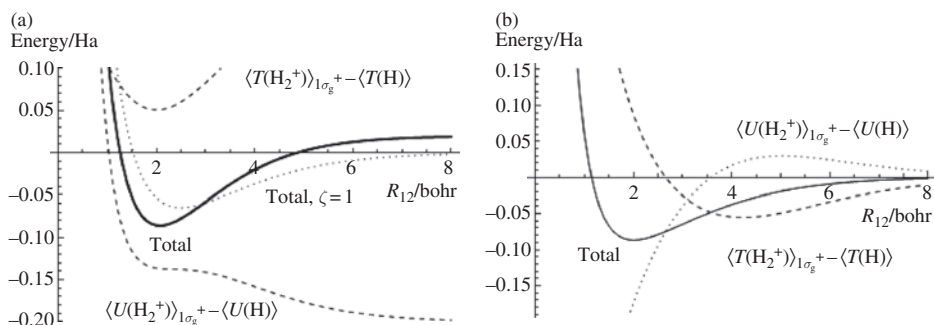 (a)
Energy/Ha
0.10
0.05
−0.05
−0.10
−0.15
−0.20
2
4
6
8
R₁₂/bohr
⟨T(H₂⁺)⟩1σg⁺−⟨T(H)⟩
Total, ζ=1
Total
⟨U(H₂⁺)⟩1σg⁺−⟨U(H)⟩
(b)
Energy/Ha
0.15
0.10
0.05
−0.05
−0.10
−0.15
2
4
6
8
R₁₂/bohr
⟨U(H₂⁺)⟩1σg⁺−⟨U(H)⟩
Total
⟨T(H₂⁺)⟩1σg⁺−⟨T(H)⟩